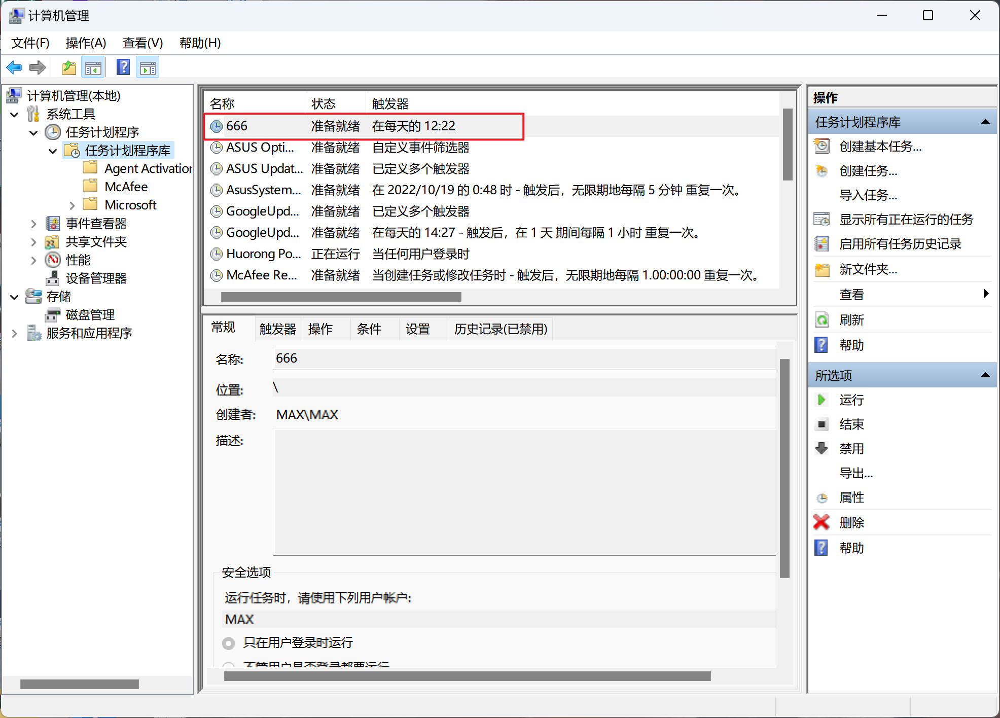 计算机管理
文件(F) 操作(A) 查看(V) 帮助(H)
计算机管理(本地)
系统工具
任务计划程序
任务计划程序库
Agent Activation
McAfee
Microsoft
事件查看器
共享文件夹
性能
设备管理器
存储
磁盘管理
服务和应用程序
名称 状态 触发器
666 准备就绪 在每天的 12:22
ASUS Opti... 准备就绪 自定义事件筛选器
ASUS Updat... 准备就绪 已定义多个触发器
AsusSystem... 准备就绪 在 2022/10/19 的 0:48 时 - 触发后，无限期地每隔 5 分钟 重复一次。
GoogleUpd... 准备就绪 已定义多个触发器
GoogleUpd... 准备就绪 在每天的 14:27 - 触发后，在 1 天 期间每隔 1 小时 重复一次。
Huorong Po... 正在运行 当任何用户登录时
McAfee Re... 准备就绪 当创建任务或修改任务时 - 触发后，无限期地每隔 1.00:00:00 重复一次。
常规 触发器 操作 条件 设置 历史记录(已禁用)
名称: 666
位置: \
创建者: MAX\MAX
描述:
安全选项
运行任务时，请使用下列用户帐户:
MAX
只在用户登录时运行
不管用户是否登录都要运行
操作
任务计划程序库
创建基本任务...
创建任务...
导入任务...
显示所有正在运行的任务
启用所有任务历史记录
新文件夹...
查看
刷新
帮助
所选项
运行
结束
禁用
导出...
属性
删除
帮助